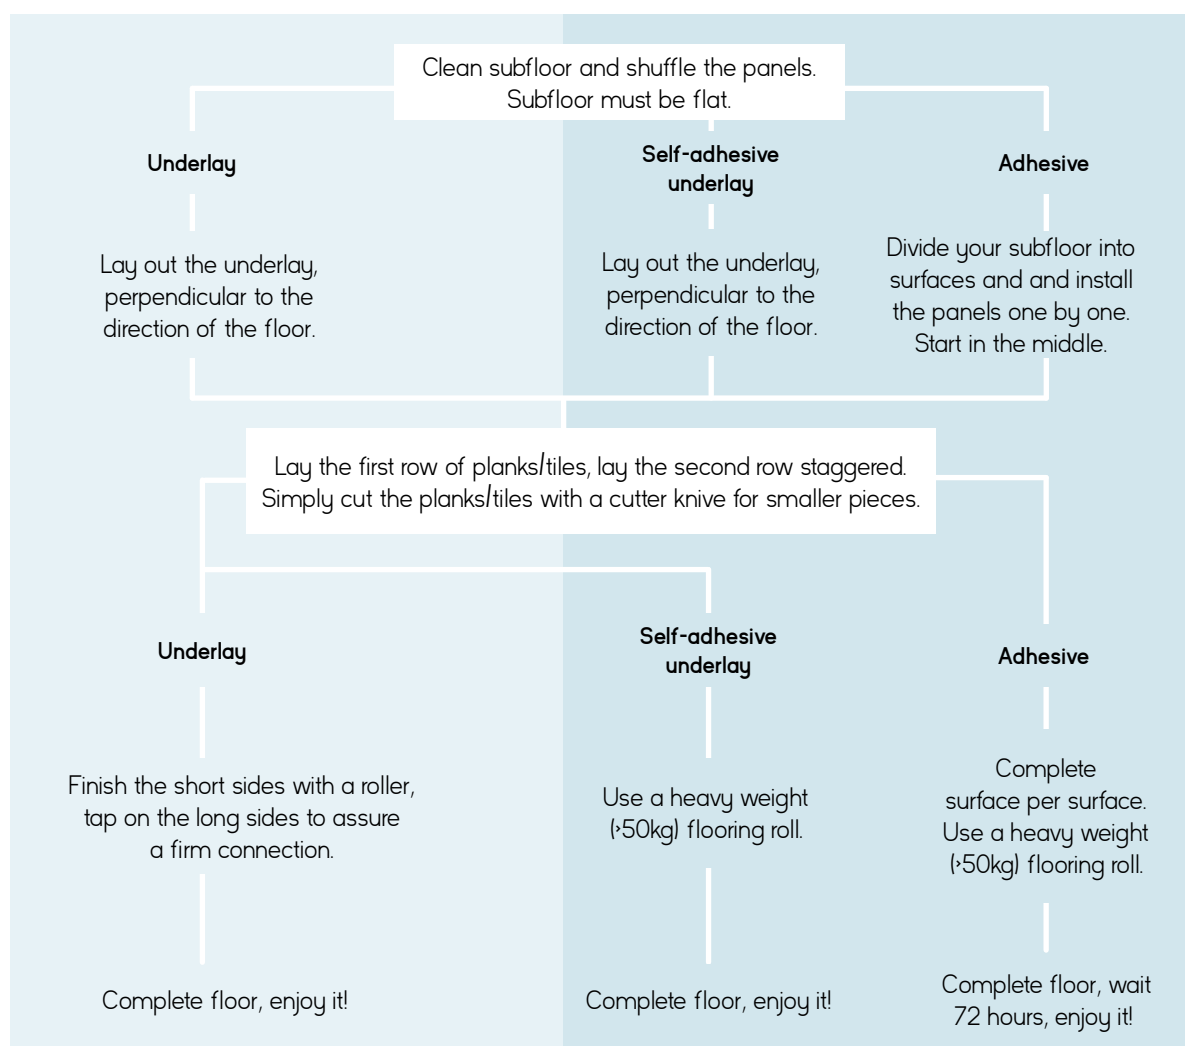 Clean subfloor and shuffle the panels.
Subfloor must be flat.
Underlay
Lay out the underlay,
perpendicular to the
direction of the floor.
Self-adhesive
underlay
Lay out the underlay,
perpendicular to the
direction of the floor.
Adhesive
Divide your subfloor into
surfaces and and install
the panels one by one.
Start in the middle.
Lay the first row of planks/tiles, lay the second row staggered.
Simply cut the planks/tiles with a cutter knive for smaller pieces.
Underlay
Finish the short sides with a roller,
tap on the long sides to assure
a firm connection.
Complete floor, enjoy it!
Self-adhesive
underlay
Use a heavy weight
(>50kg) flooring roll.
Complete floor, enjoy it!
Adhesive
Complete
surface per surface.
Use a heavy weight
(>50kg) flooring roll.
Complete floor, wait
72 hours, enjoy it!